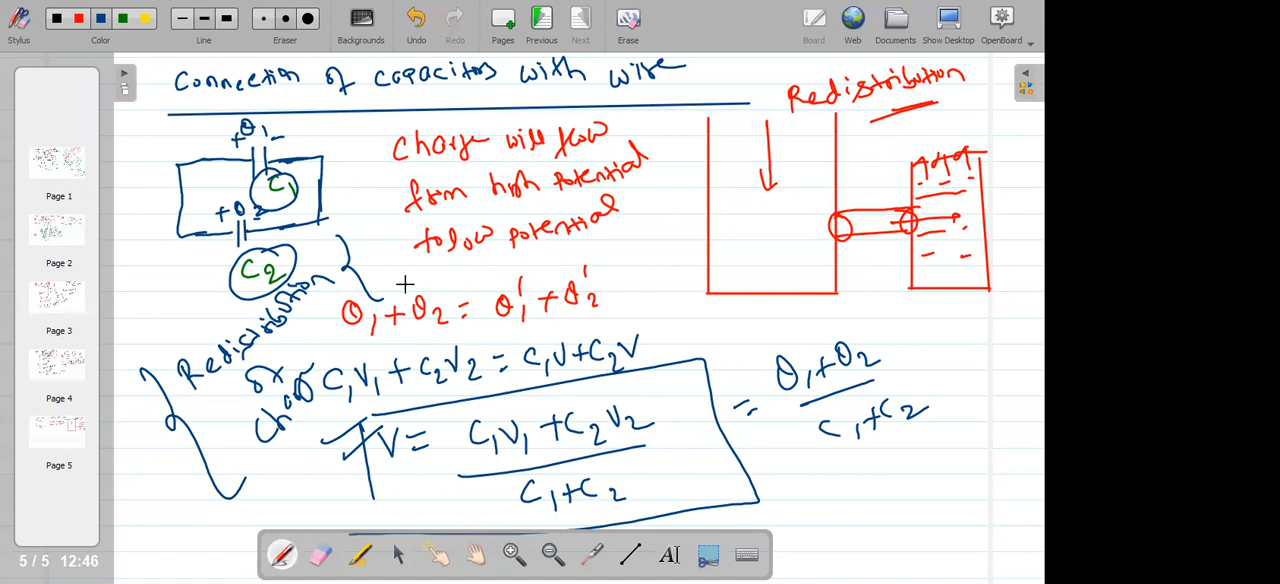 Stylus
Color
Line
Eraser
Backgrounds
Undo
Redo
Pages
Previous
Next
Erase
Board
Web
Documents
Show Desktop
OpenBoard
Connection of capacitors with wire
Redistribution
+Q1-
C1
+Q2
C2
Charge will flow
from high potential
to low potential
Redistribution
of
Q1+Q2 = Q1' + Q2'
C1V1 + C2V2 = C1V+C2V
V = C1V1 + C2V2 / C1+C2 = Q1+Q2 / C1+C2
Page 1
Page 2
Page 3
Page 4
Page 5
5 / 5 12:46